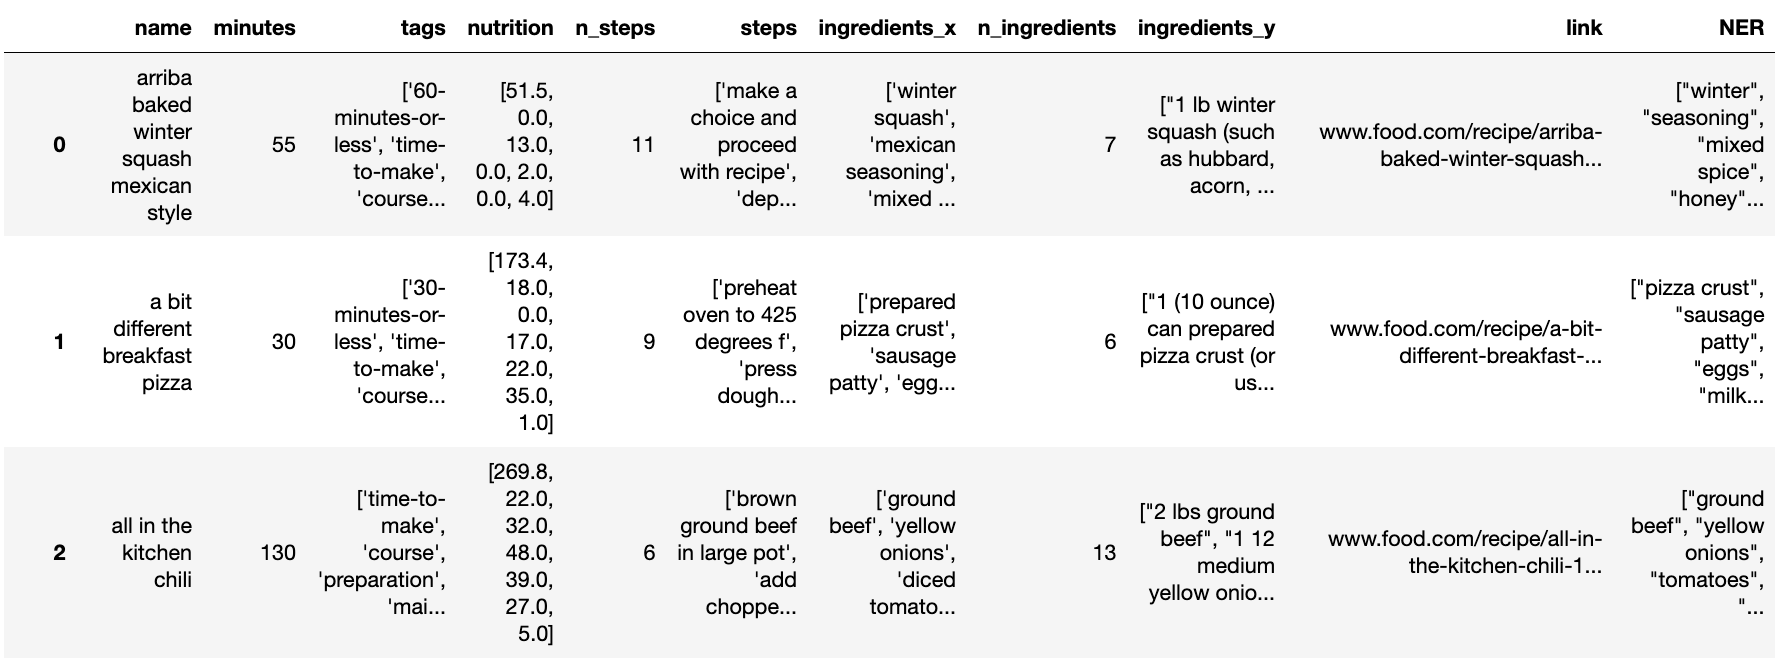 name minutes tags nutrition n_steps steps ingredients_x n_ingredients ingredients_y link NER
0
arriba
baked
winter
squash
mexican
style
55
['60-
minutes-or-
less', 'time-
to-make',
'course...
[51.5,
0.0,
13.0,
0.0, 2.0,
0.0, 4.0]
11
['make a
choice and
proceed
with recipe',
'dep...
['winter
squash',
'mexican
seasoning',
'mixed ...
7
["1 lb winter
squash (such
as hubbard,
acorn, ...
www.food.com/recipe/arriba-
baked-winter-squash...
["winter",
"seasoning",
"mixed
spice",
"honey"...
1
a bit
different
breakfast
pizza
30
['30-
minutes-or-
less', 'time-
to-make',
'course...
[173.4,
18.0,
0.0,
17.0,
22.0,
35.0,
1.0]
9
['preheat
oven to 425
degrees f',
'press
dough...
['prepared
pizza crust',
'sausage
patty', 'egg...
6
["1 (10 ounce)
can prepared
pizza crust (or
us...
www.food.com/recipe/a-bit-
different-breakfast-...
["pizza crust",
"sausage
patty",
"eggs",
"milk...
2
all in the
kitchen
chili
130
['time-to-
make',
'course',
'preparation',
'mai...
[269.8,
22.0,
32.0,
48.0,
39.0,
27.0,
5.0]
6
['brown
ground beef
in large pot',
'add
choppe...
['ground
beef', 'yellow
onions',
'diced
tomato...
13
["2 lbs ground
beef", "1 12
medium
yellow onio...
www.food.com/recipe/all-in-
the-kitchen-chili-1...
["ground
beef", "yellow
onions",
"tomatoes",
"...